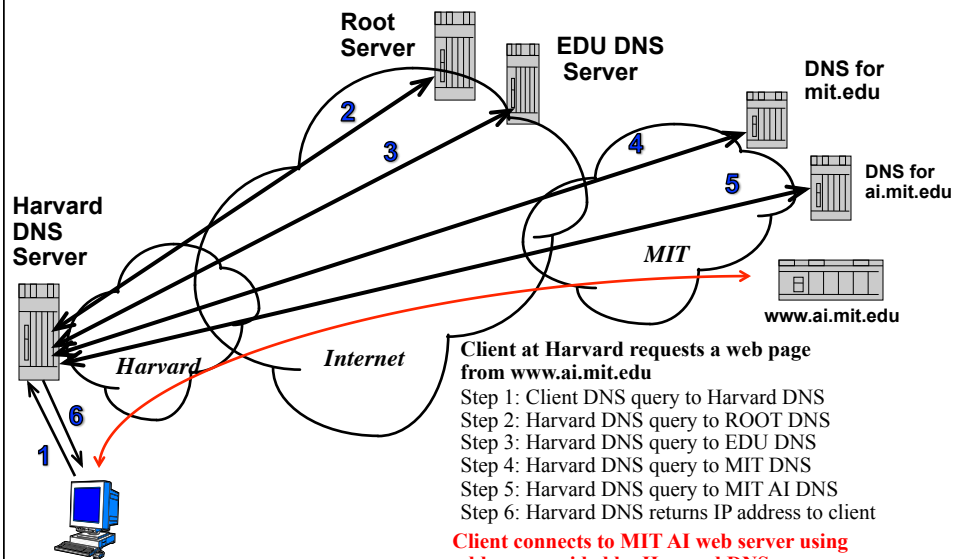 Root
Server
EDU DNS
Server
DNS for
mit.edu
2
3
4
5
DNS for
ai.mit.edu
Harvard
DNS
Server
MIT
www.ai.mit.edu
Harvard
Internet
6
1
Client at Harvard requests a web page
from www.ai.mit.edu
Step 1: Client DNS query to Harvard DNS
Step 2: Harvard DNS query to ROOT DNS
Step 3: Harvard DNS query to EDU DNS
Step 4: Harvard DNS query to MIT DNS
Step 5: Harvard DNS query to MIT AI DNS
Step 6: Harvard DNS returns IP address to client
Client connects to MIT AI web server using